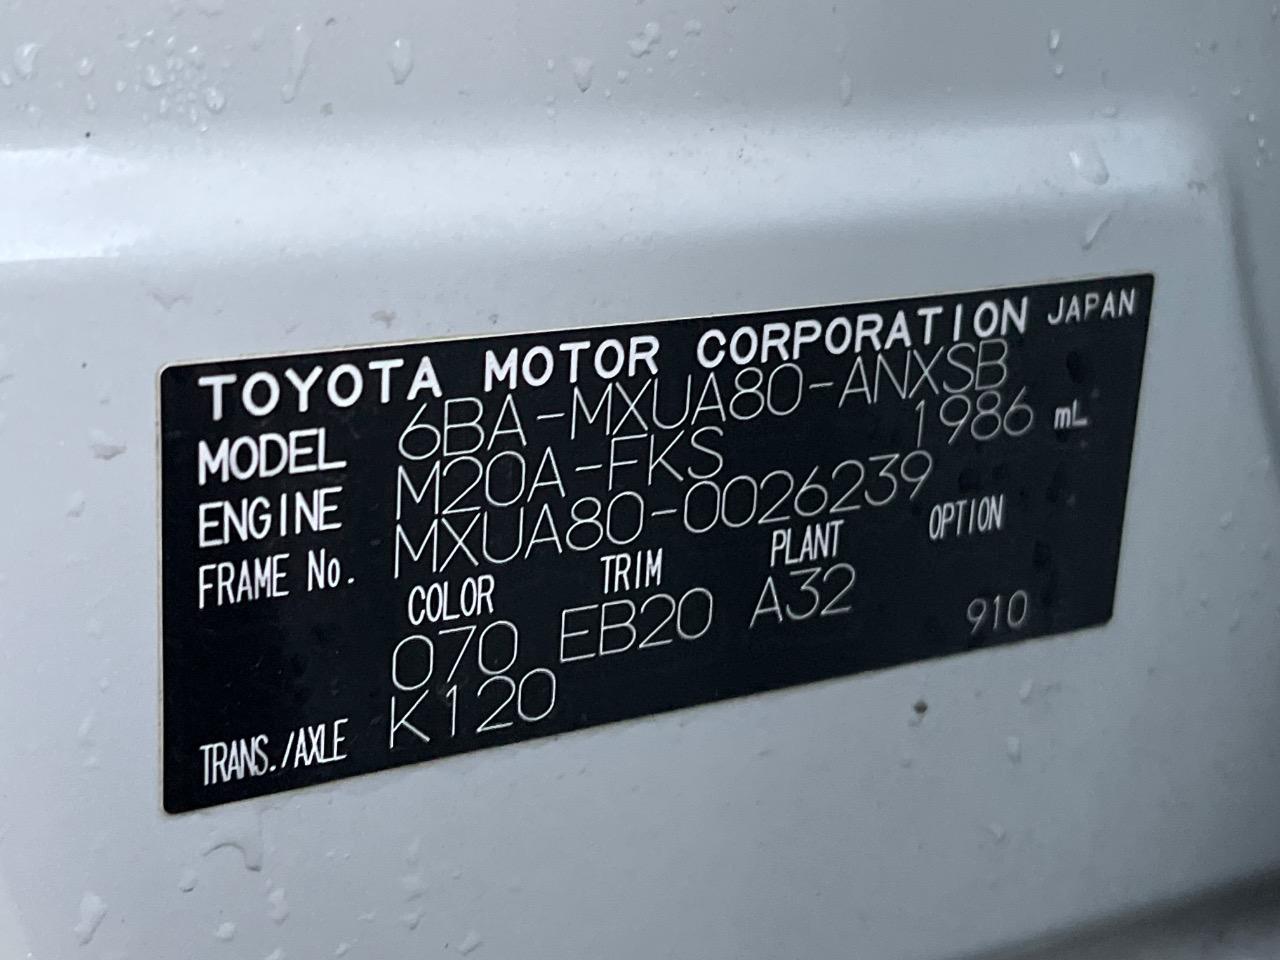 TOYOTA MOTOR CORPORATION JAPAN
MODEL 6BA-MXUA80-ANXSB
ENGINE M20A-FKS 1986 mL
FRAME No. MXUA80-0026239
COLOR TRIM PLANT OPTION
070 EB20 A32 910
TRANS./AXLE K120